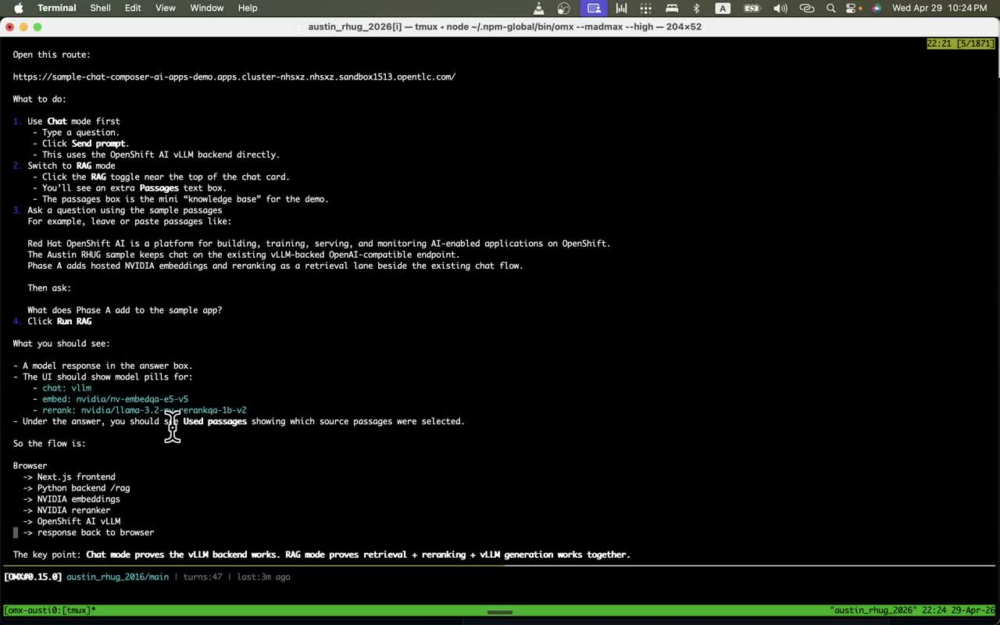 Terminal Shell Edit View Window Help A Wed Apr 29 10:24 PM
austin_rhug_2026[i] — tmux ◂ node ~/.npm-global/bin/omx --madmax --high — 204×52
22:21 [5/1871]
Open this route:
https://sample-chat-composer-ai-apps-demo.apps.cluster-nhsxz.nhsxz.sandbox1513.opentlc.com/
What to do:
1. Use Chat mode first
- Type a question.
- Click Send prompt.
- This uses the OpenShift AI vLLM backend directly.
2. Switch to RAG mode
- Click the RAG toggle near the top of the chat card.
- You’ll see an extra Passages text box.
- The passages box is the mini “knowledge base” for the demo.
3. Ask a question using the sample passages
For example, leave or paste passages like:
Red Hat OpenShift AI is a platform for building, training, serving, and monitoring AI-enabled applications on OpenShift.
The Austin RHUG sample keeps chat on the existing vLLM-backed OpenAI-compatible endpoint.
Phase A adds hosted NVIDIA embeddings and reranking as a retrieval lane beside the existing chat flow.
Then ask:
What does Phase A add to the sample app?
4. Click Run RAG
What you should see:
- A model response in the answer box.
- The UI should show model pills for:
- chat: vllm
- embed: nvidia/nv-embedqa-e5-v5
- rerank: nvidia/llama-3.2-nv-rerankqa-1b-v2
- Under the answer, you should see Used passages showing which source passages were selected.
So the flow is:
Browser
-> Next.js frontend
-> Python backend /rag
-> NVIDIA embeddings
-> NVIDIA reranker
-> OpenShift AI vLLM
-> response back to browser
The key point: Chat mode proves the vLLM backend works. RAG mode proves retrieval + reranking + vLLM generation works together.
[OMX#0.15.0] austin_rhug_2016/main | turns:47 | last:3m ago
[omx-austi0:[tmux]* "austin_rhug_2026" 22:24 29-Apr-26